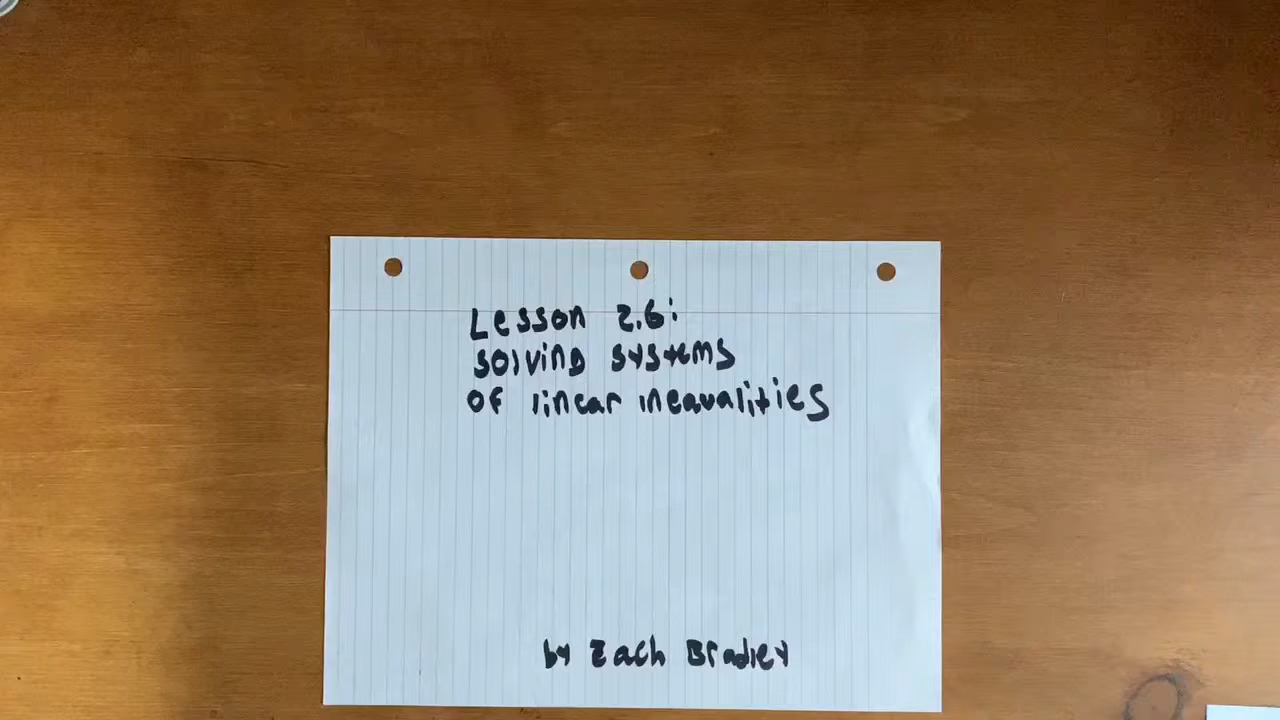 Lesson 2.6:
solving systems
of linear inequalities
by Zach Bradley